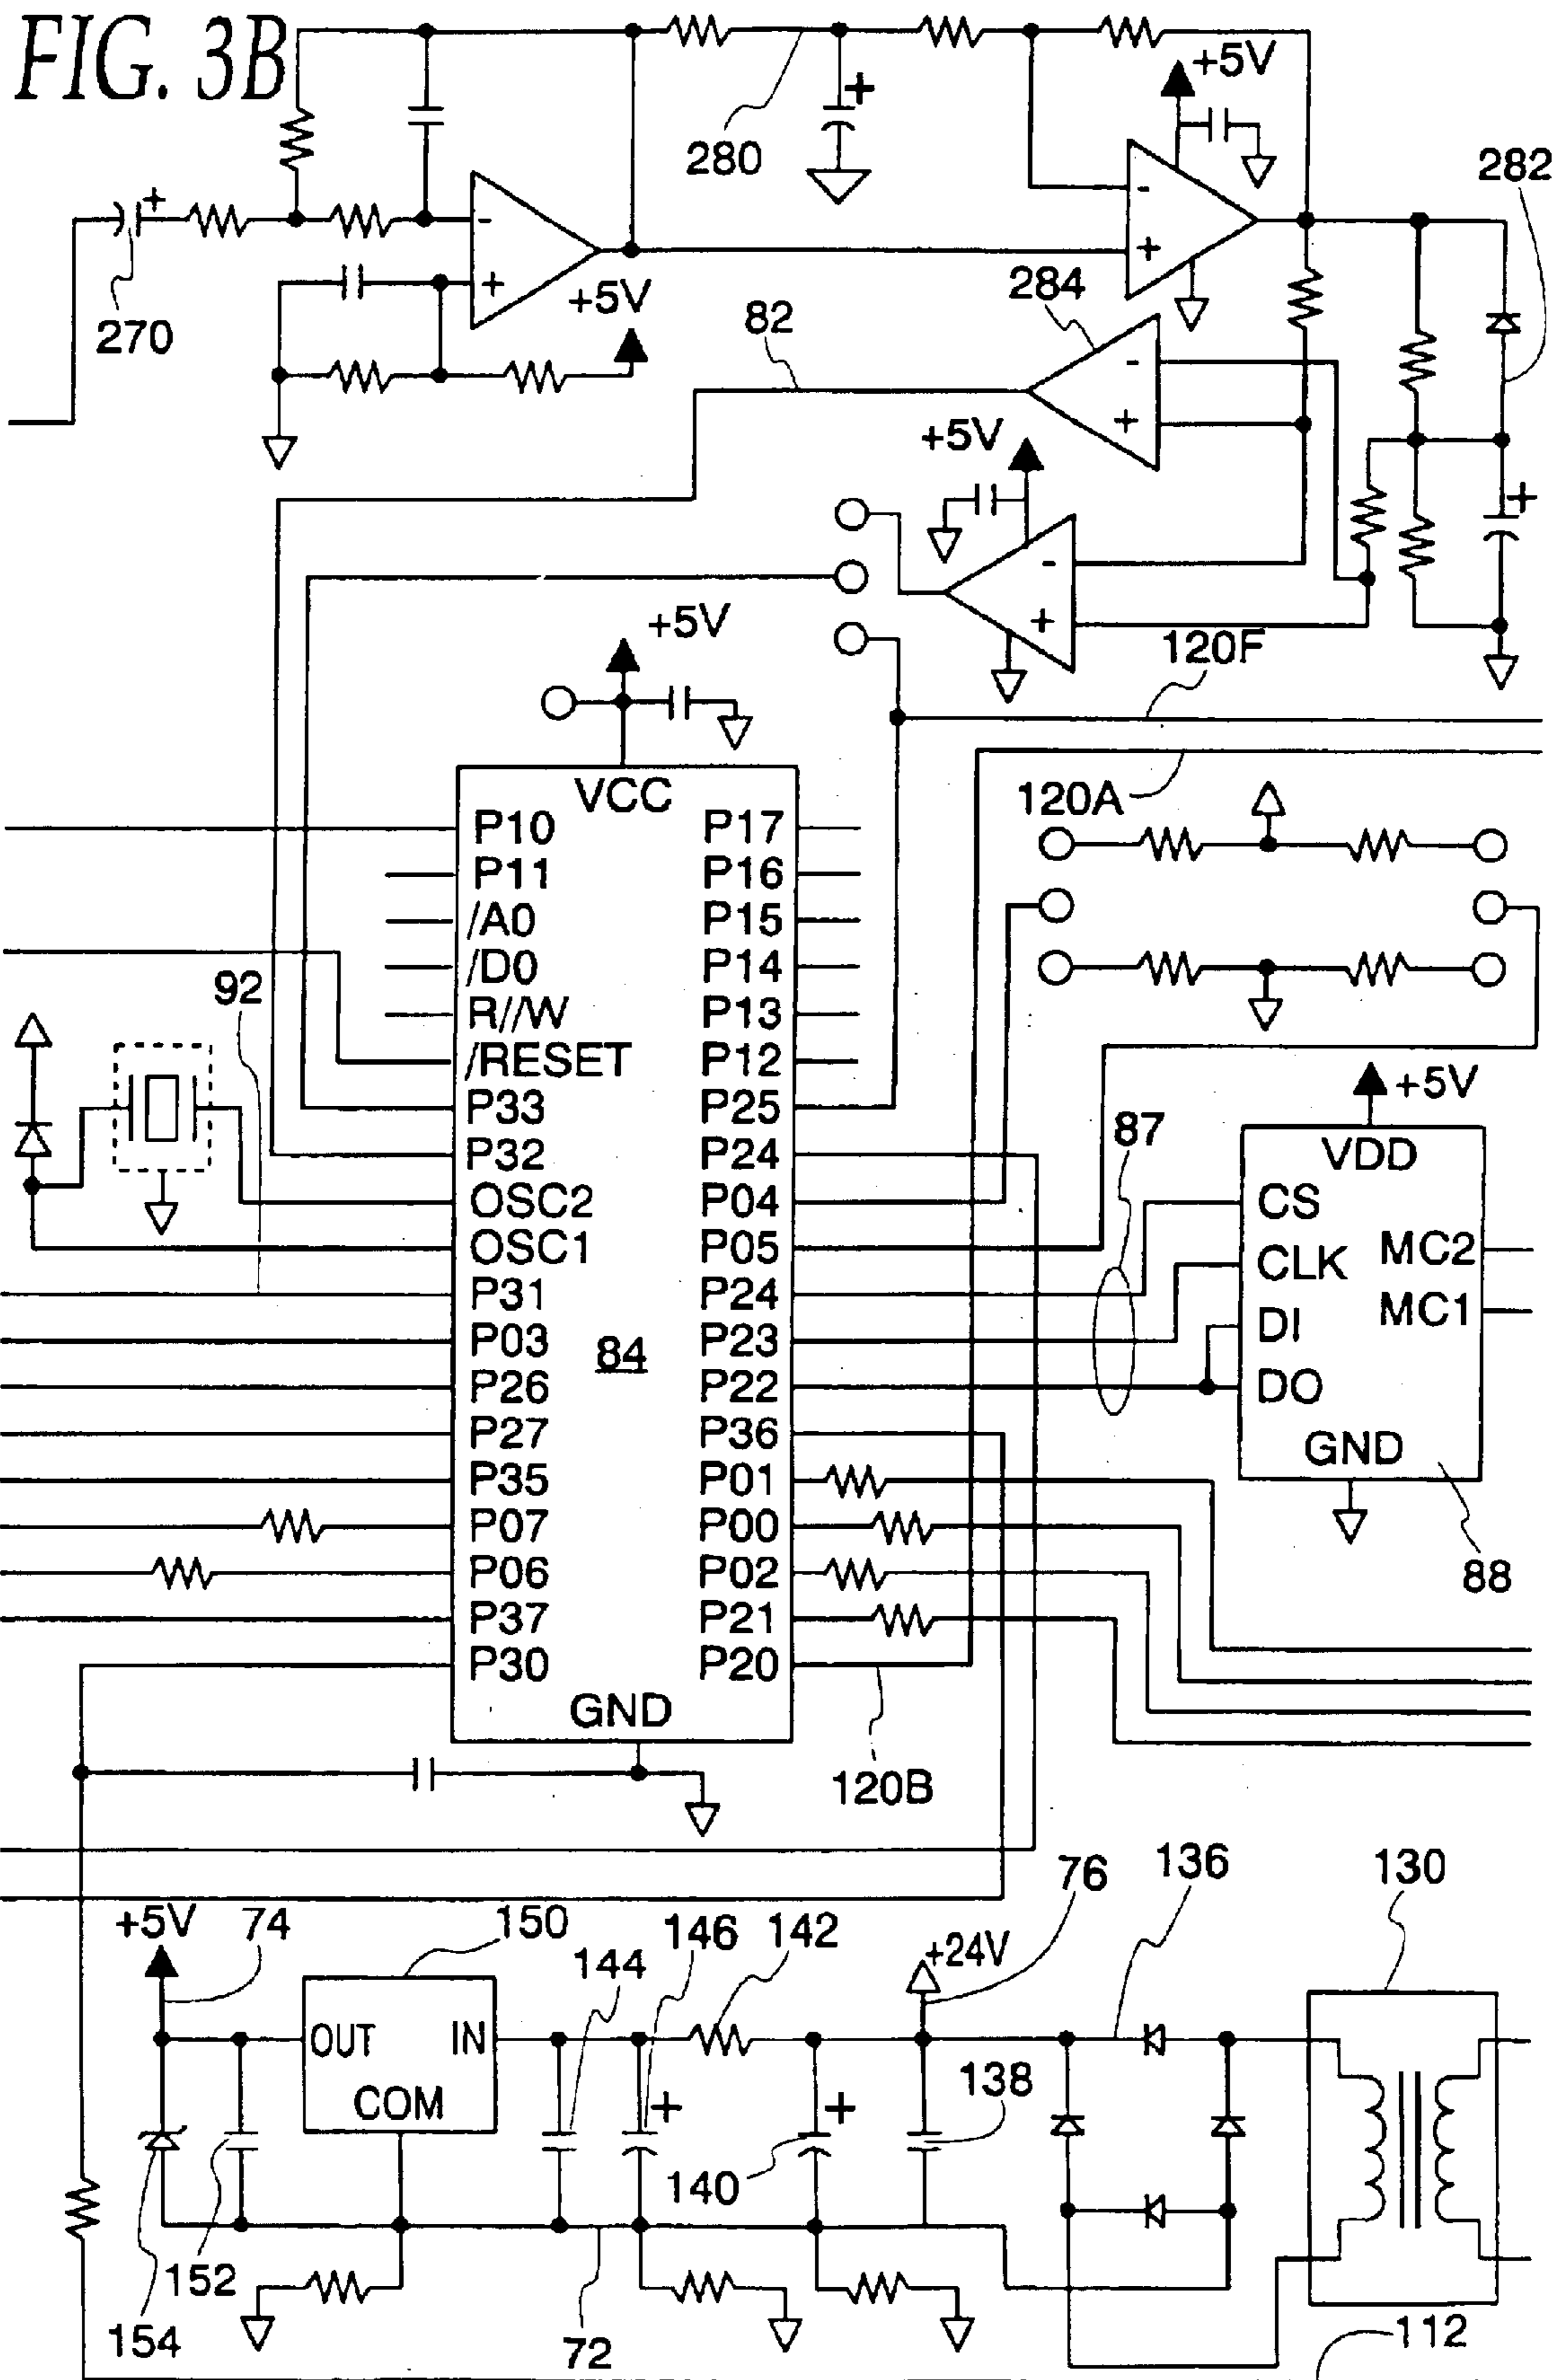 FIG. 3B
+5V
+
280
282
+
-
-
+
270
+
+5V
284
82
-
+
+5V
+
-
+
+5V
120F
VCC
120A
P10 P17
P11 P16
/A0 P15
/D0 P14
92
R//W P13
/RESET P12
P33 P25
+5V
87
P32 P24
VDD
OSC2 P04
CS
OSC1 P05
CLK MC2
P31 P24
DI MC1
P03 84 P23
P26 P22
DO
P27 P36
GND
P35 P01
P07 P00
P06 P02
88
P37 P21
P30 P20
GND
120B
+5V 74 150 146 142 +24V 76 136 130
144
OUT IN
COM
138
+ +
140
152
154
72
112